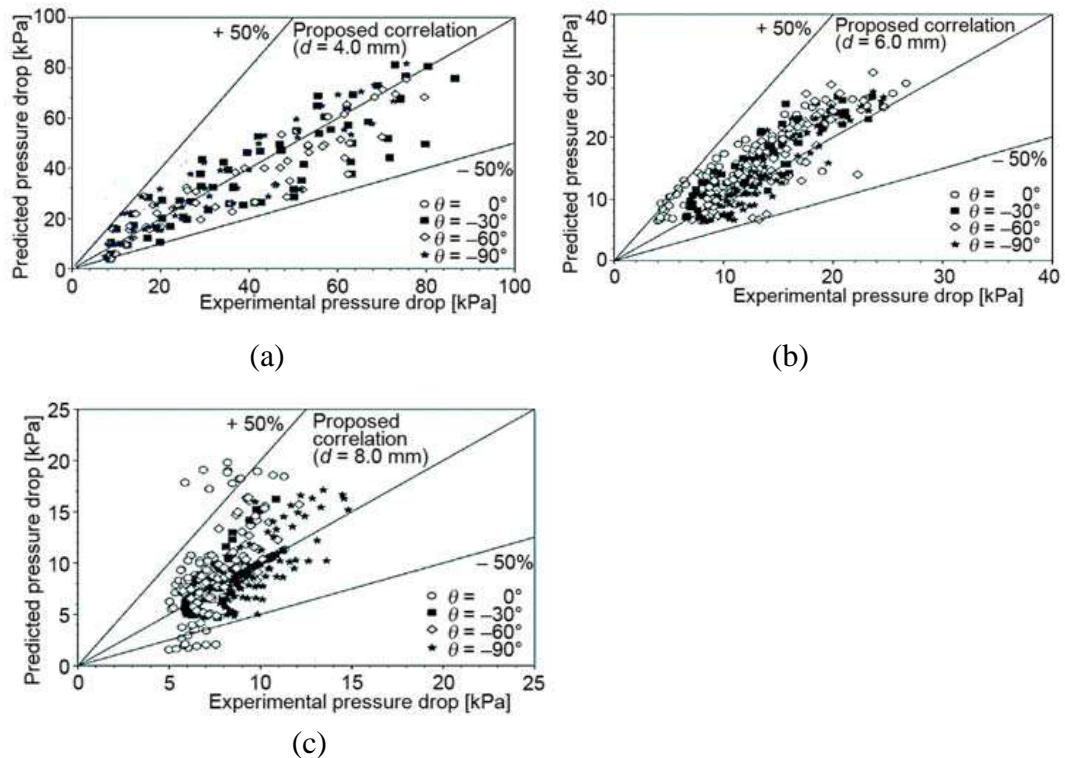 100
80
60
40
20
0
0
20
40
60
80
100
Predicted pressure drop [kPa]
Experimental pressure drop [kPa]
+ 50%
Proposed correlation
(d = 4.0 mm)
– 50%
θ = 0°
θ = –30°
θ = –60°
θ = –90°
(a)
40
30
20
10
0
0
10
20
30
40
Predicted pressure drop [kPa]
Experimental pressure drop [kPa]
+ 50%
Proposed correlation
(d = 6.0 mm)
– 50%
θ = 0°
θ = –30°
θ = –60°
θ = –90°
(b)
25
20
15
10
5
0
0
5
10
15
20
25
Predicted pressure drop [kPa]
Experimental pressure drop [kPa]
+ 50%
Proposed
correlation
(d = 8.0 mm)
– 50%
θ = 0°
θ = –30°
θ = –60°
θ = –90°
(c)